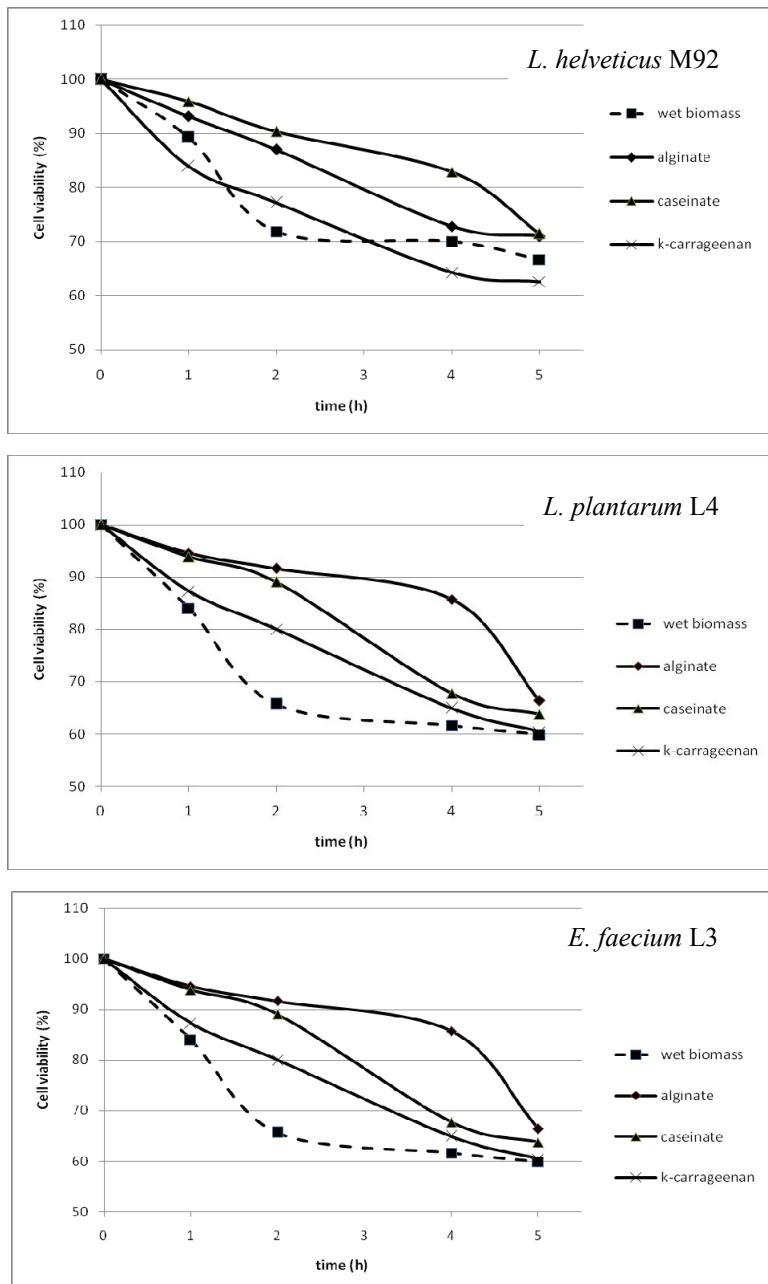 L. helveticus M92
110
100
90
80
70
60
50
Cell viability (%)
0 1 2 3 4 5
time (h)
wet biomass
alginate
caseinate
k-carrageenan
L. plantarum L4
110
100
90
80
70
60
50
Cell viability (%)
0 1 2 3 4 5
time (h)
wet biomass
alginate
caseinate
k-carrageenan
E. faecium L3
110
100
90
80
70
60
50
Cell viability (%)
0 1 2 3 4 5
time (h)
wet biomass
alginate
caseinate
k-carrageenan